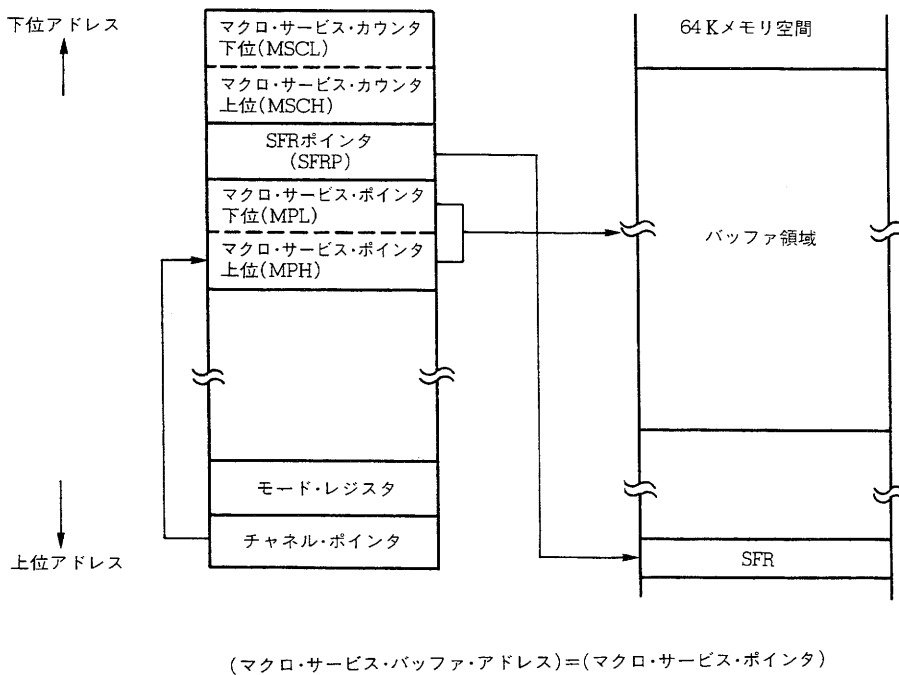 下位アドレス
マクロ・サービス・カウンタ
下位(MSCL)
マクロ・サービス・カウンタ
上位(MSCH)
SFRポインタ
(SFRP)
マクロ・サービス・ポインタ
下位(MPL)
マクロ・サービス・ポインタ
上位(MPH)
モード・レジスタ
チャネル・ポインタ
上位アドレス
64Kメモリ空間
バッファ領域
SFR
(マクロ・サービス・バッファ・アドレス)=(マクロ・サービス・ポインタ)